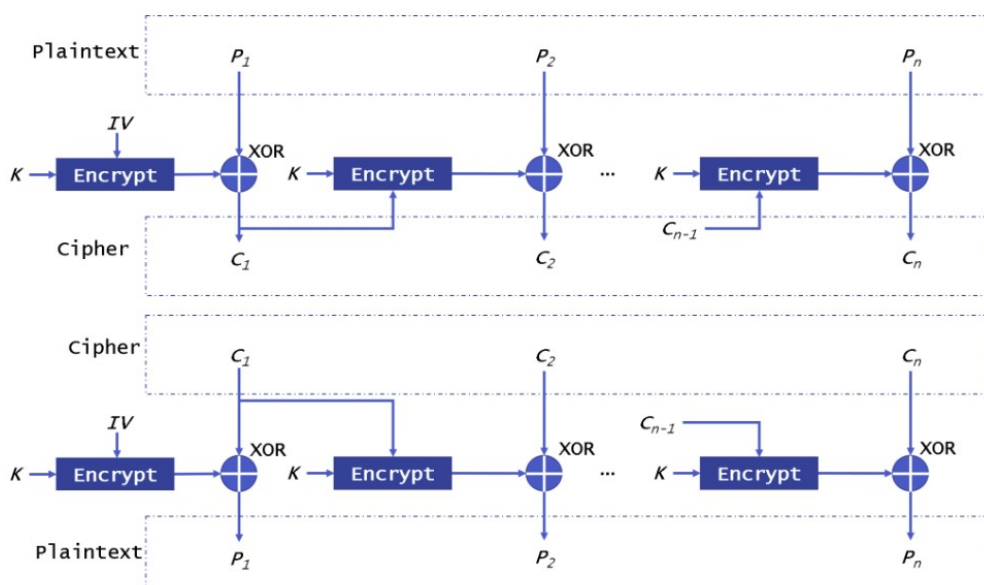 Plaintext
P1 P2 Pn
IV
XOR XOR XOR
K Encrypt K Encrypt ... K Encrypt
Cn-1
Cipher
C1 C2 Cn
Cipher
C1 C2 Cn
IV Cn-1
XOR XOR XOR
K Encrypt K Encrypt ... K Encrypt
Plaintext
P1 P2 Pn